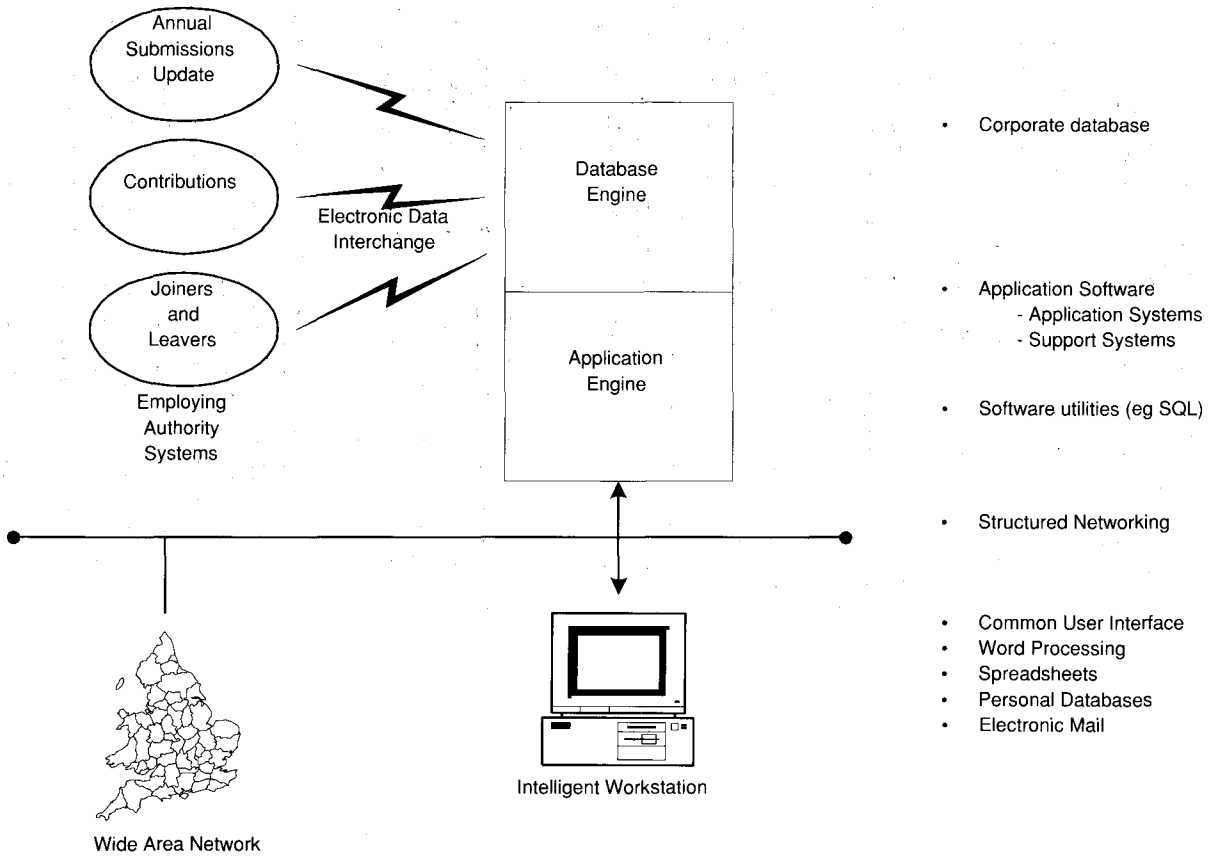 Annual
Submissions
Update
Contributions
Joiners
and
Leavers
Employing
Authority
Systems
Electronic Data
Interchange
Database
Engine
Application
Engine
Wide Area Network
Intelligent Workstation
• Corporate database
• Application Software
- Application Systems
- Support Systems
• Software utilities (eg SQL)
• Structured Networking
• Common User Interface
• Word Processing
• Spreadsheets
• Personal Databases
• Electronic Mail